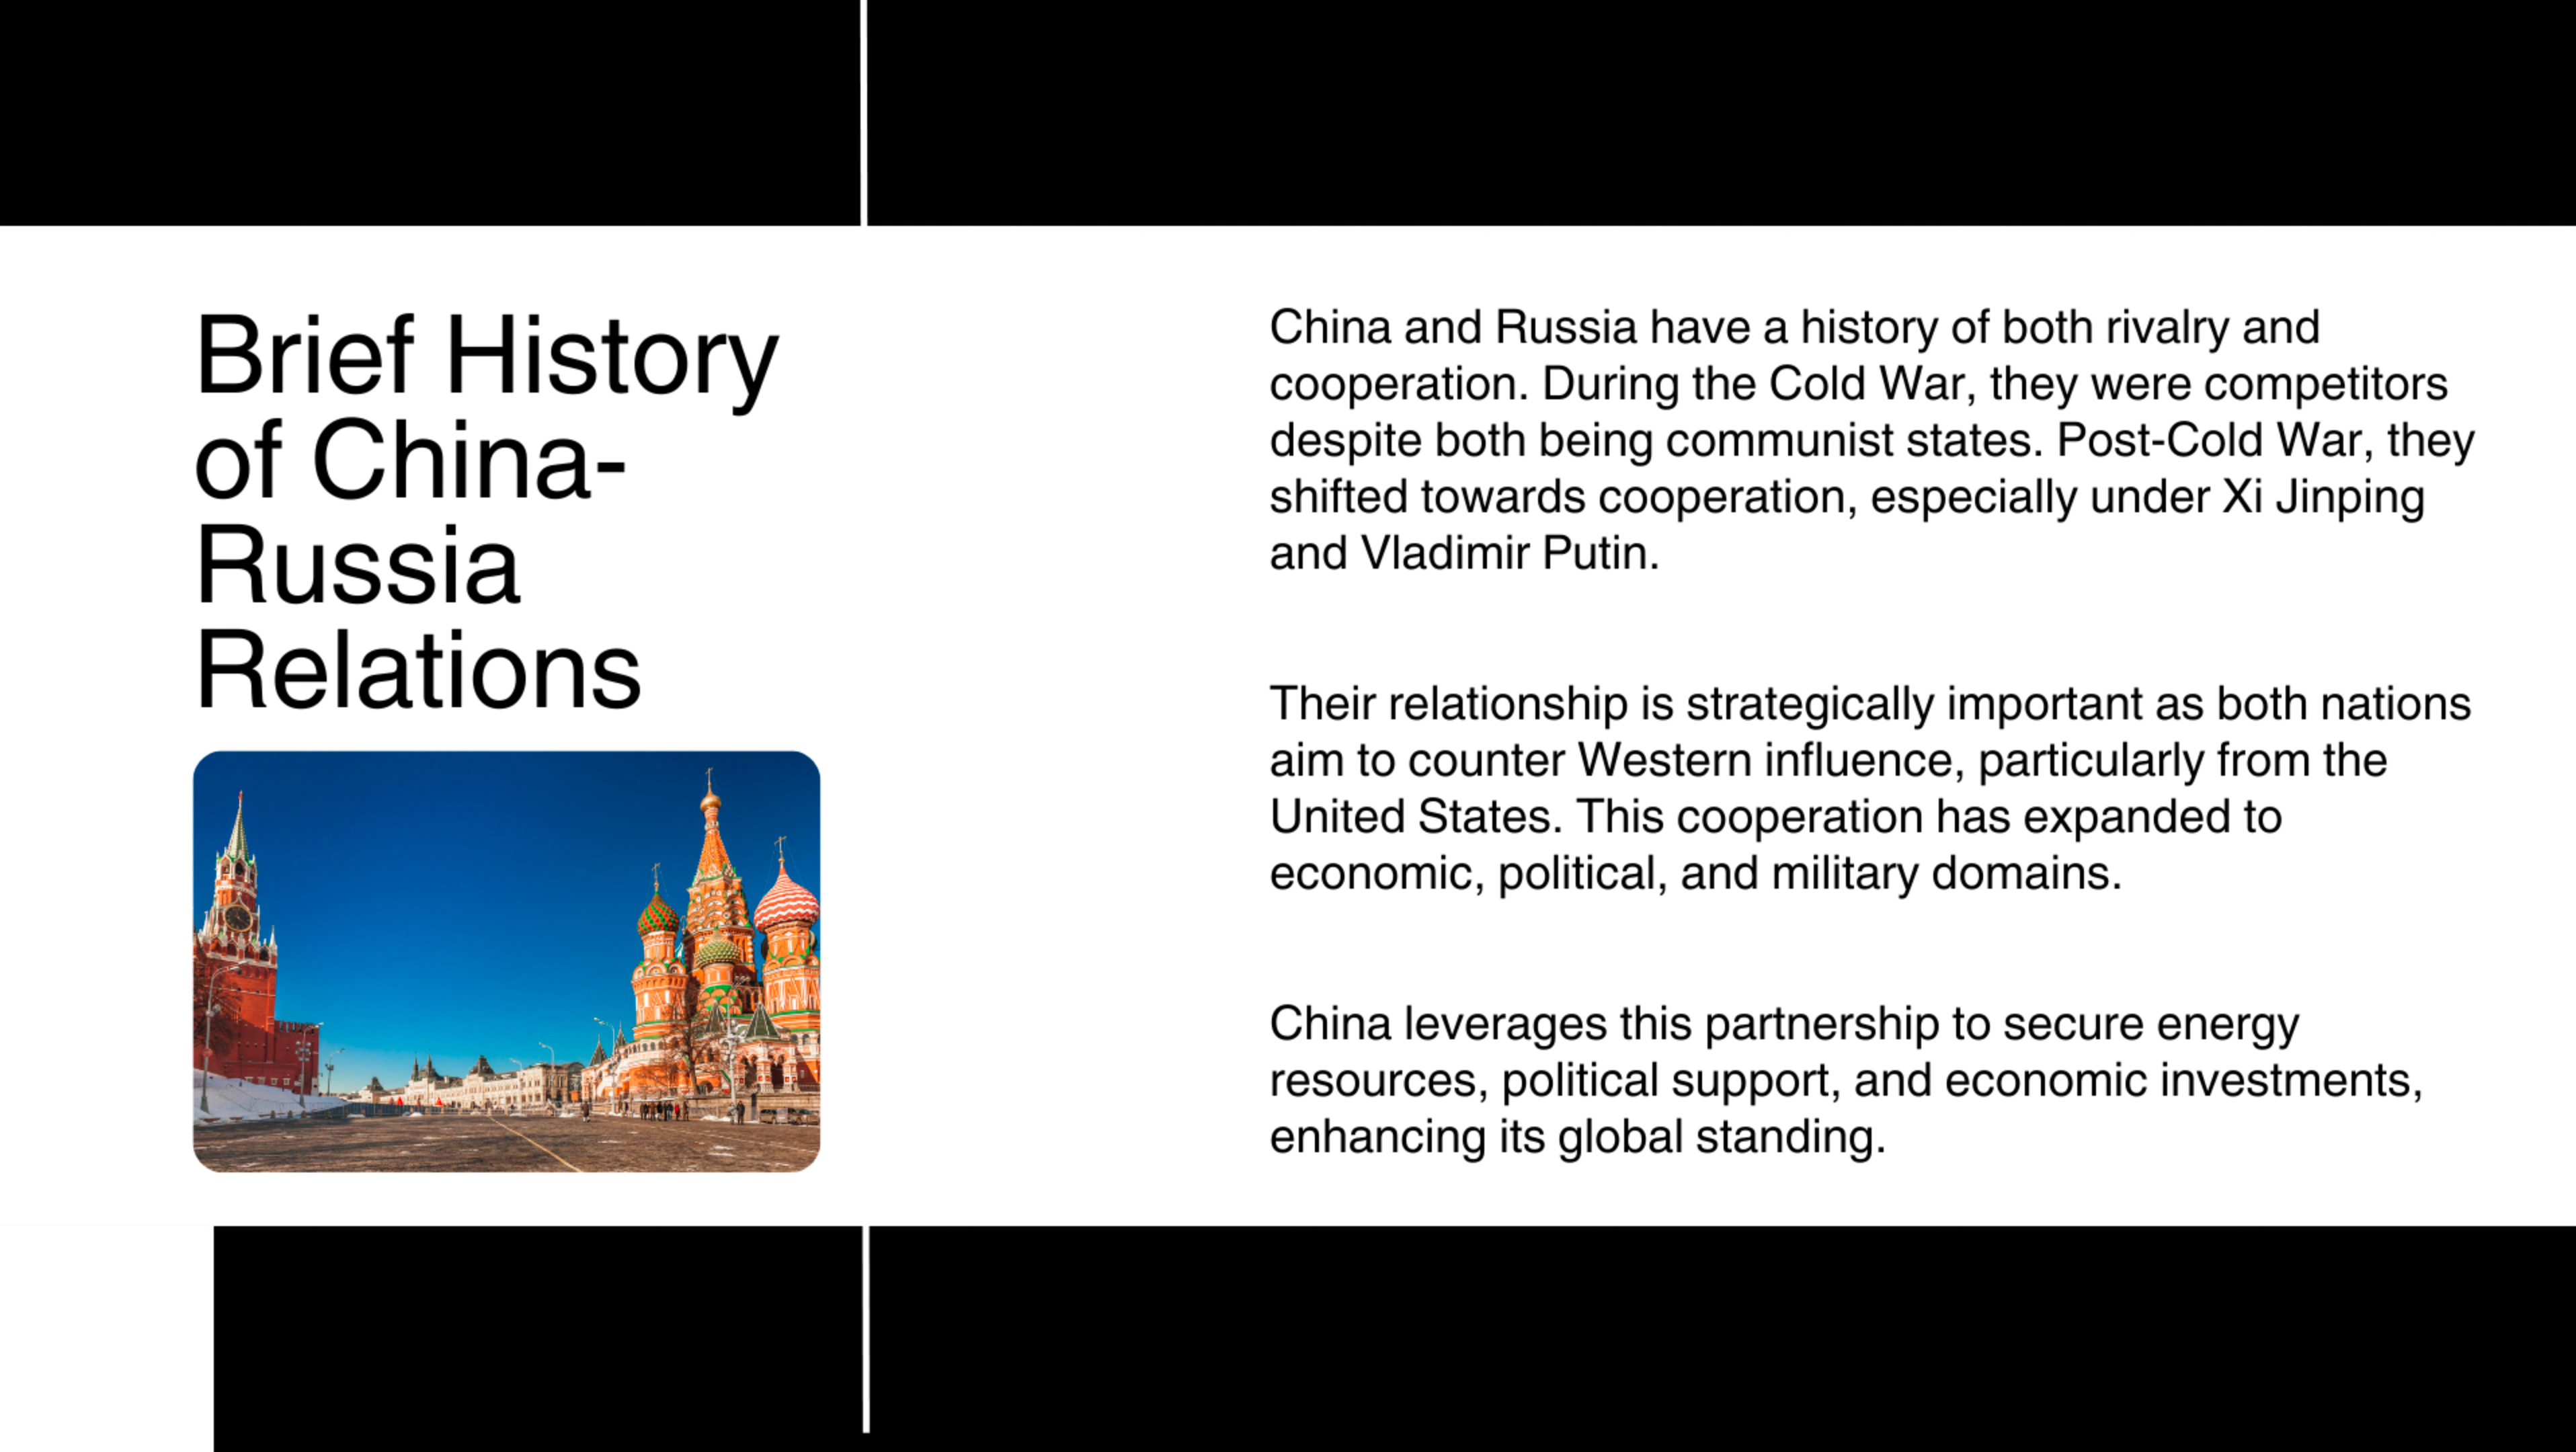 Brief History
of China-
Russia
Relations
China and Russia have a history of both rivalry and
cooperation. During the Cold War, they were competitors
despite both being communist states. Post-Cold War, they
shifted towards cooperation, especially under Xi Jinping
and Vladimir Putin.
Their relationship is strategically important as both nations
aim to counter Western influence, particularly from the
United States. This cooperation has expanded to
economic, political, and military domains.
China leverages this partnership to secure energy
resources, political support, and economic investments,
enhancing its global standing.